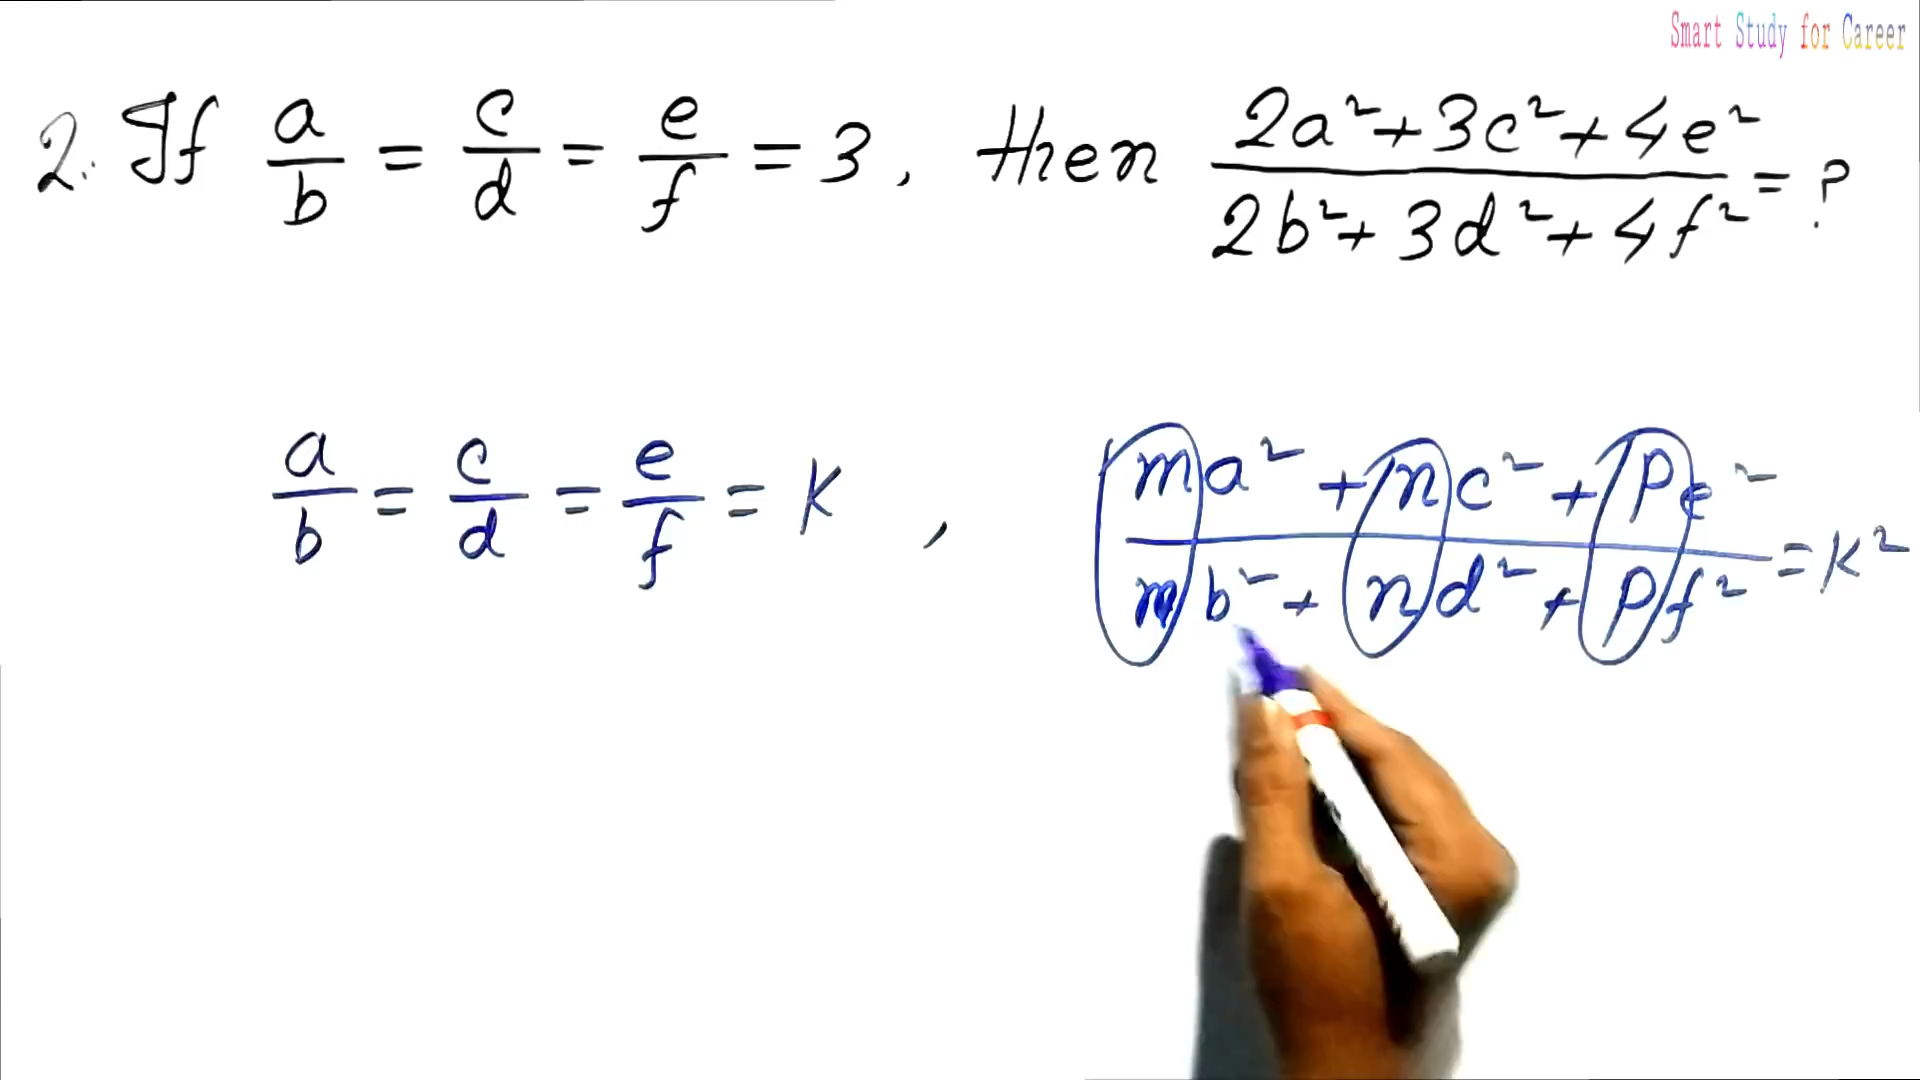 Smart Study for Career
2. If a/b = c/d = e/f = 3, then (2a²+3c²+4e²)/(2b²+3d²+4f²) = ?
a/b = c/d = e/f = K , (ma²+nc²+pe²)/(mb²+nd²+pf²) = K²